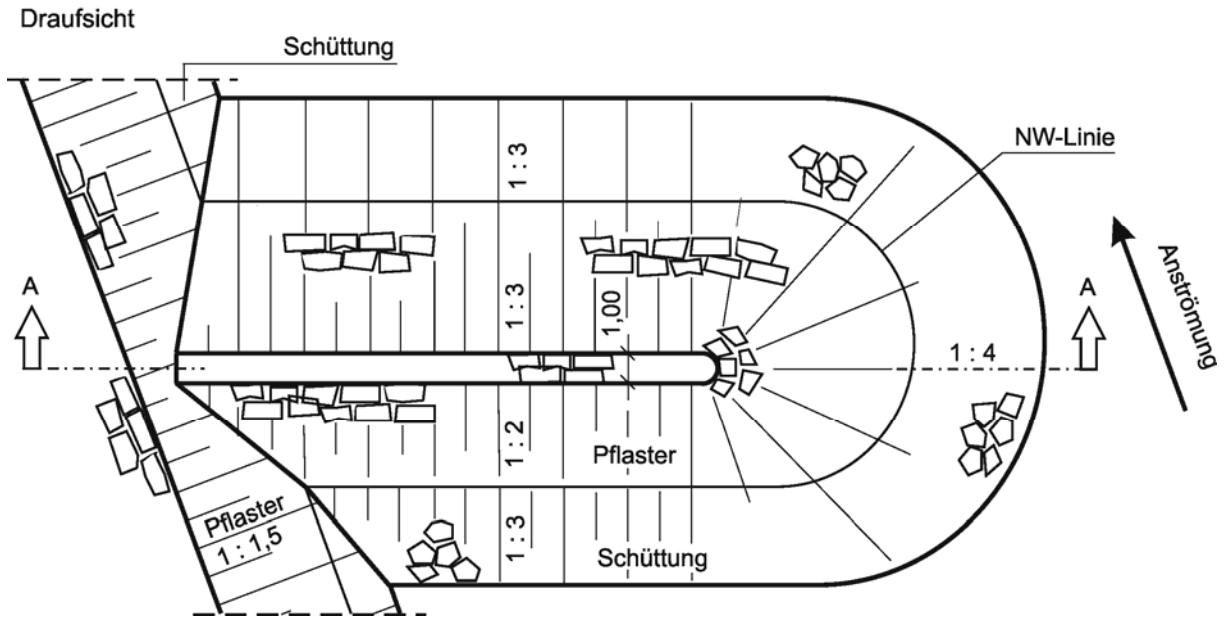 Draufsicht
Schüttung
NW-Linie
1 : 3
Anströmung
A
1 : 3
1,00
A
1 : 4
1 : 2
Pflaster
Pflaster
1 : 1,5
1 : 3
Schüttung